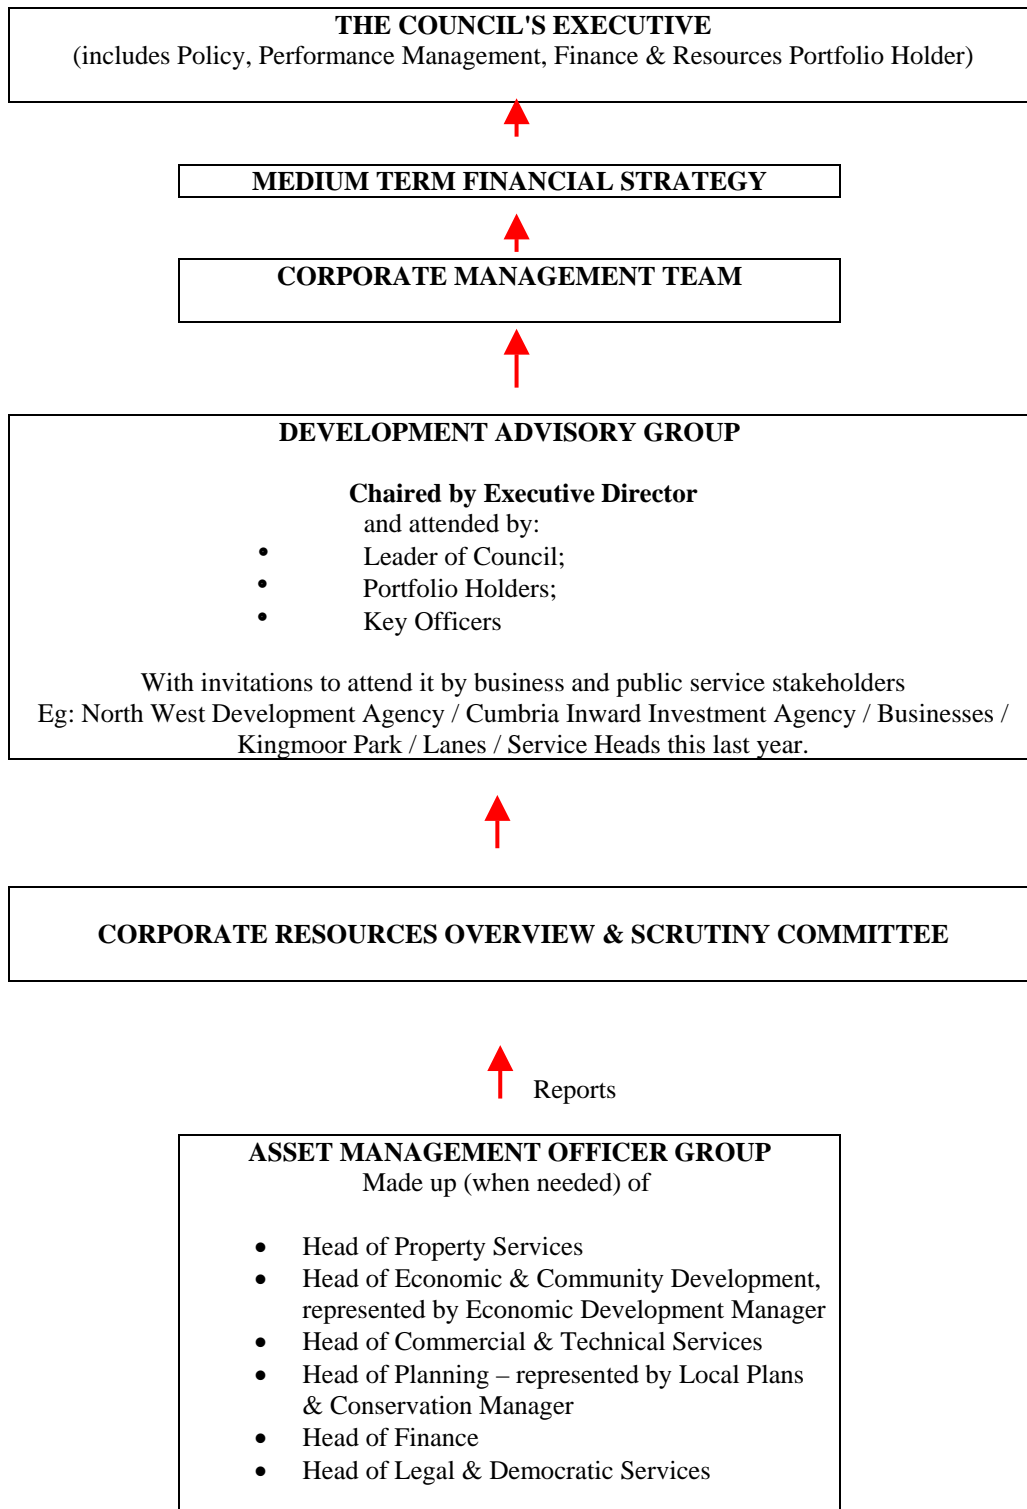 THE COUNCIL'S EXECUTIVE
(includes Policy, Performance Management, Finance & Resources Portfolio Holder)
MEDIUM TERM FINANCIAL STRATEGY
CORPORATE MANAGEMENT TEAM
DEVELOPMENT ADVISORY GROUP
Chaired by Executive Director
and attended by:
• Leader of Council;
• Portfolio Holders;
• Key Officers
With invitations to attend it by business and public service stakeholders
Eg: North West Development Agency / Cumbria Inward Investment Agency / Businesses /
Kingmoor Park / Lanes / Service Heads this last year.
CORPORATE RESOURCES OVERVIEW & SCRUTINY COMMITTEE
Reports
ASSET MANAGEMENT OFFICER GROUP
Made up (when needed) of
• Head of Property Services
• Head of Economic & Community Development,
represented by Economic Development Manager
• Head of Commercial & Technical Services
• Head of Planning – represented by Local Plans
& Conservation Manager
• Head of Finance
• Head of Legal & Democratic Services